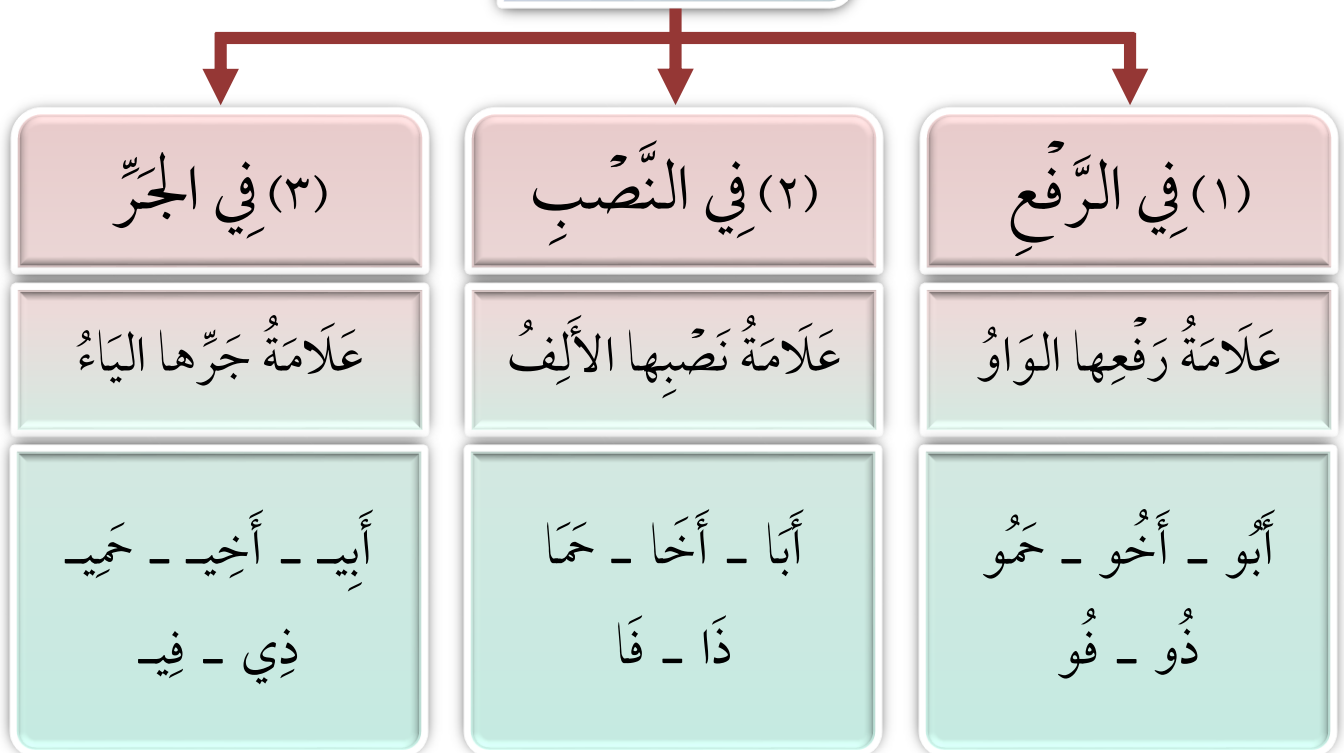 (١) فِي الرَّفْعِ
عَلَامَةُ رَفْعِها الوَاوُ
أَبُو ـ أَخُو ـ حَمُو
ذُو ـ فُو
(٢) فِي النَّصْبِ
عَلَامَةُ نَصْبِها الأَلِفُ
أَبَا ـ أَخَا ـ حَمَا
ذَا ـ فَا
(٣) فِي الجَرِّ
عَلَامَةُ جَرِّها اليَاءُ
أَبِيـ ـ أَخِيـ ـ حَمِيـ
ذِي ـ فِيـ